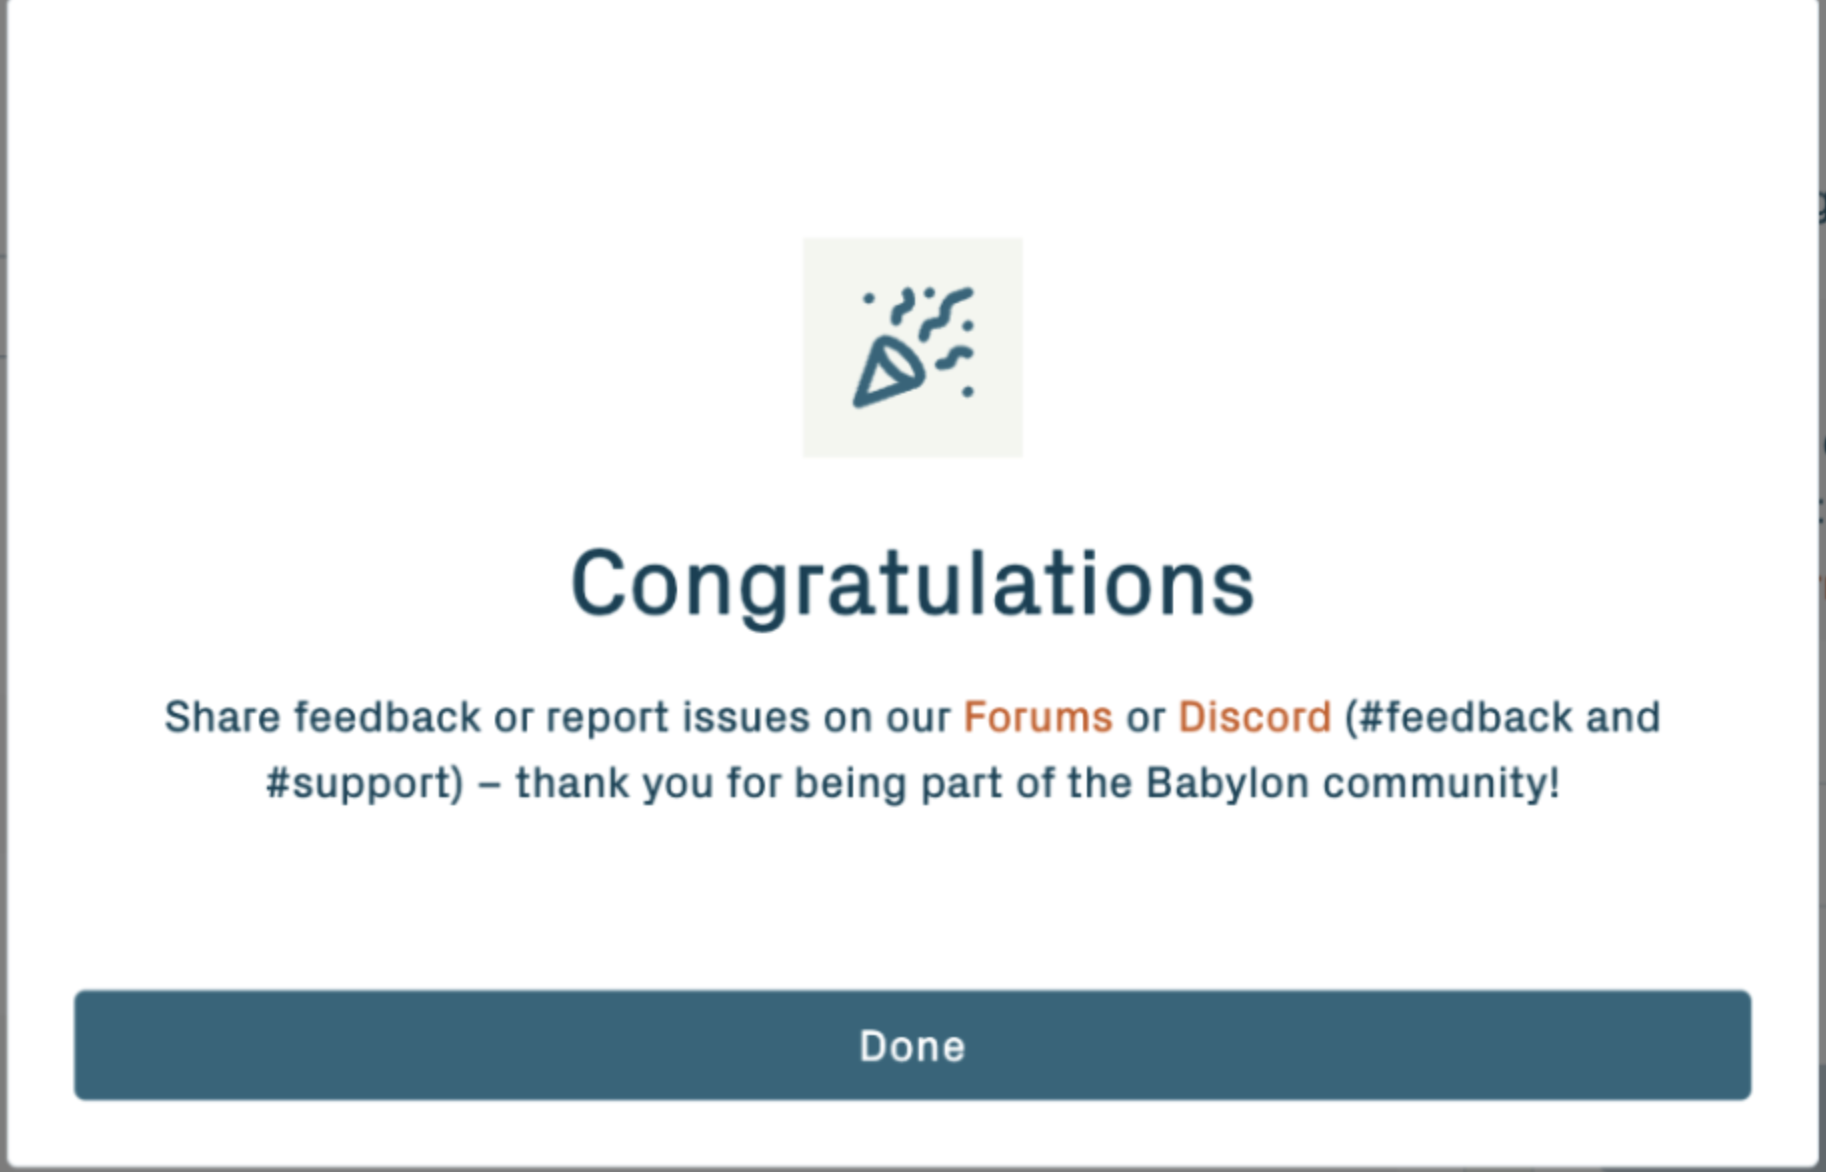 Congratulations
Share feedback or report issues on our Forums or Discord (#feedback and
#support) – thank you for being part of the Babylon community!
Done